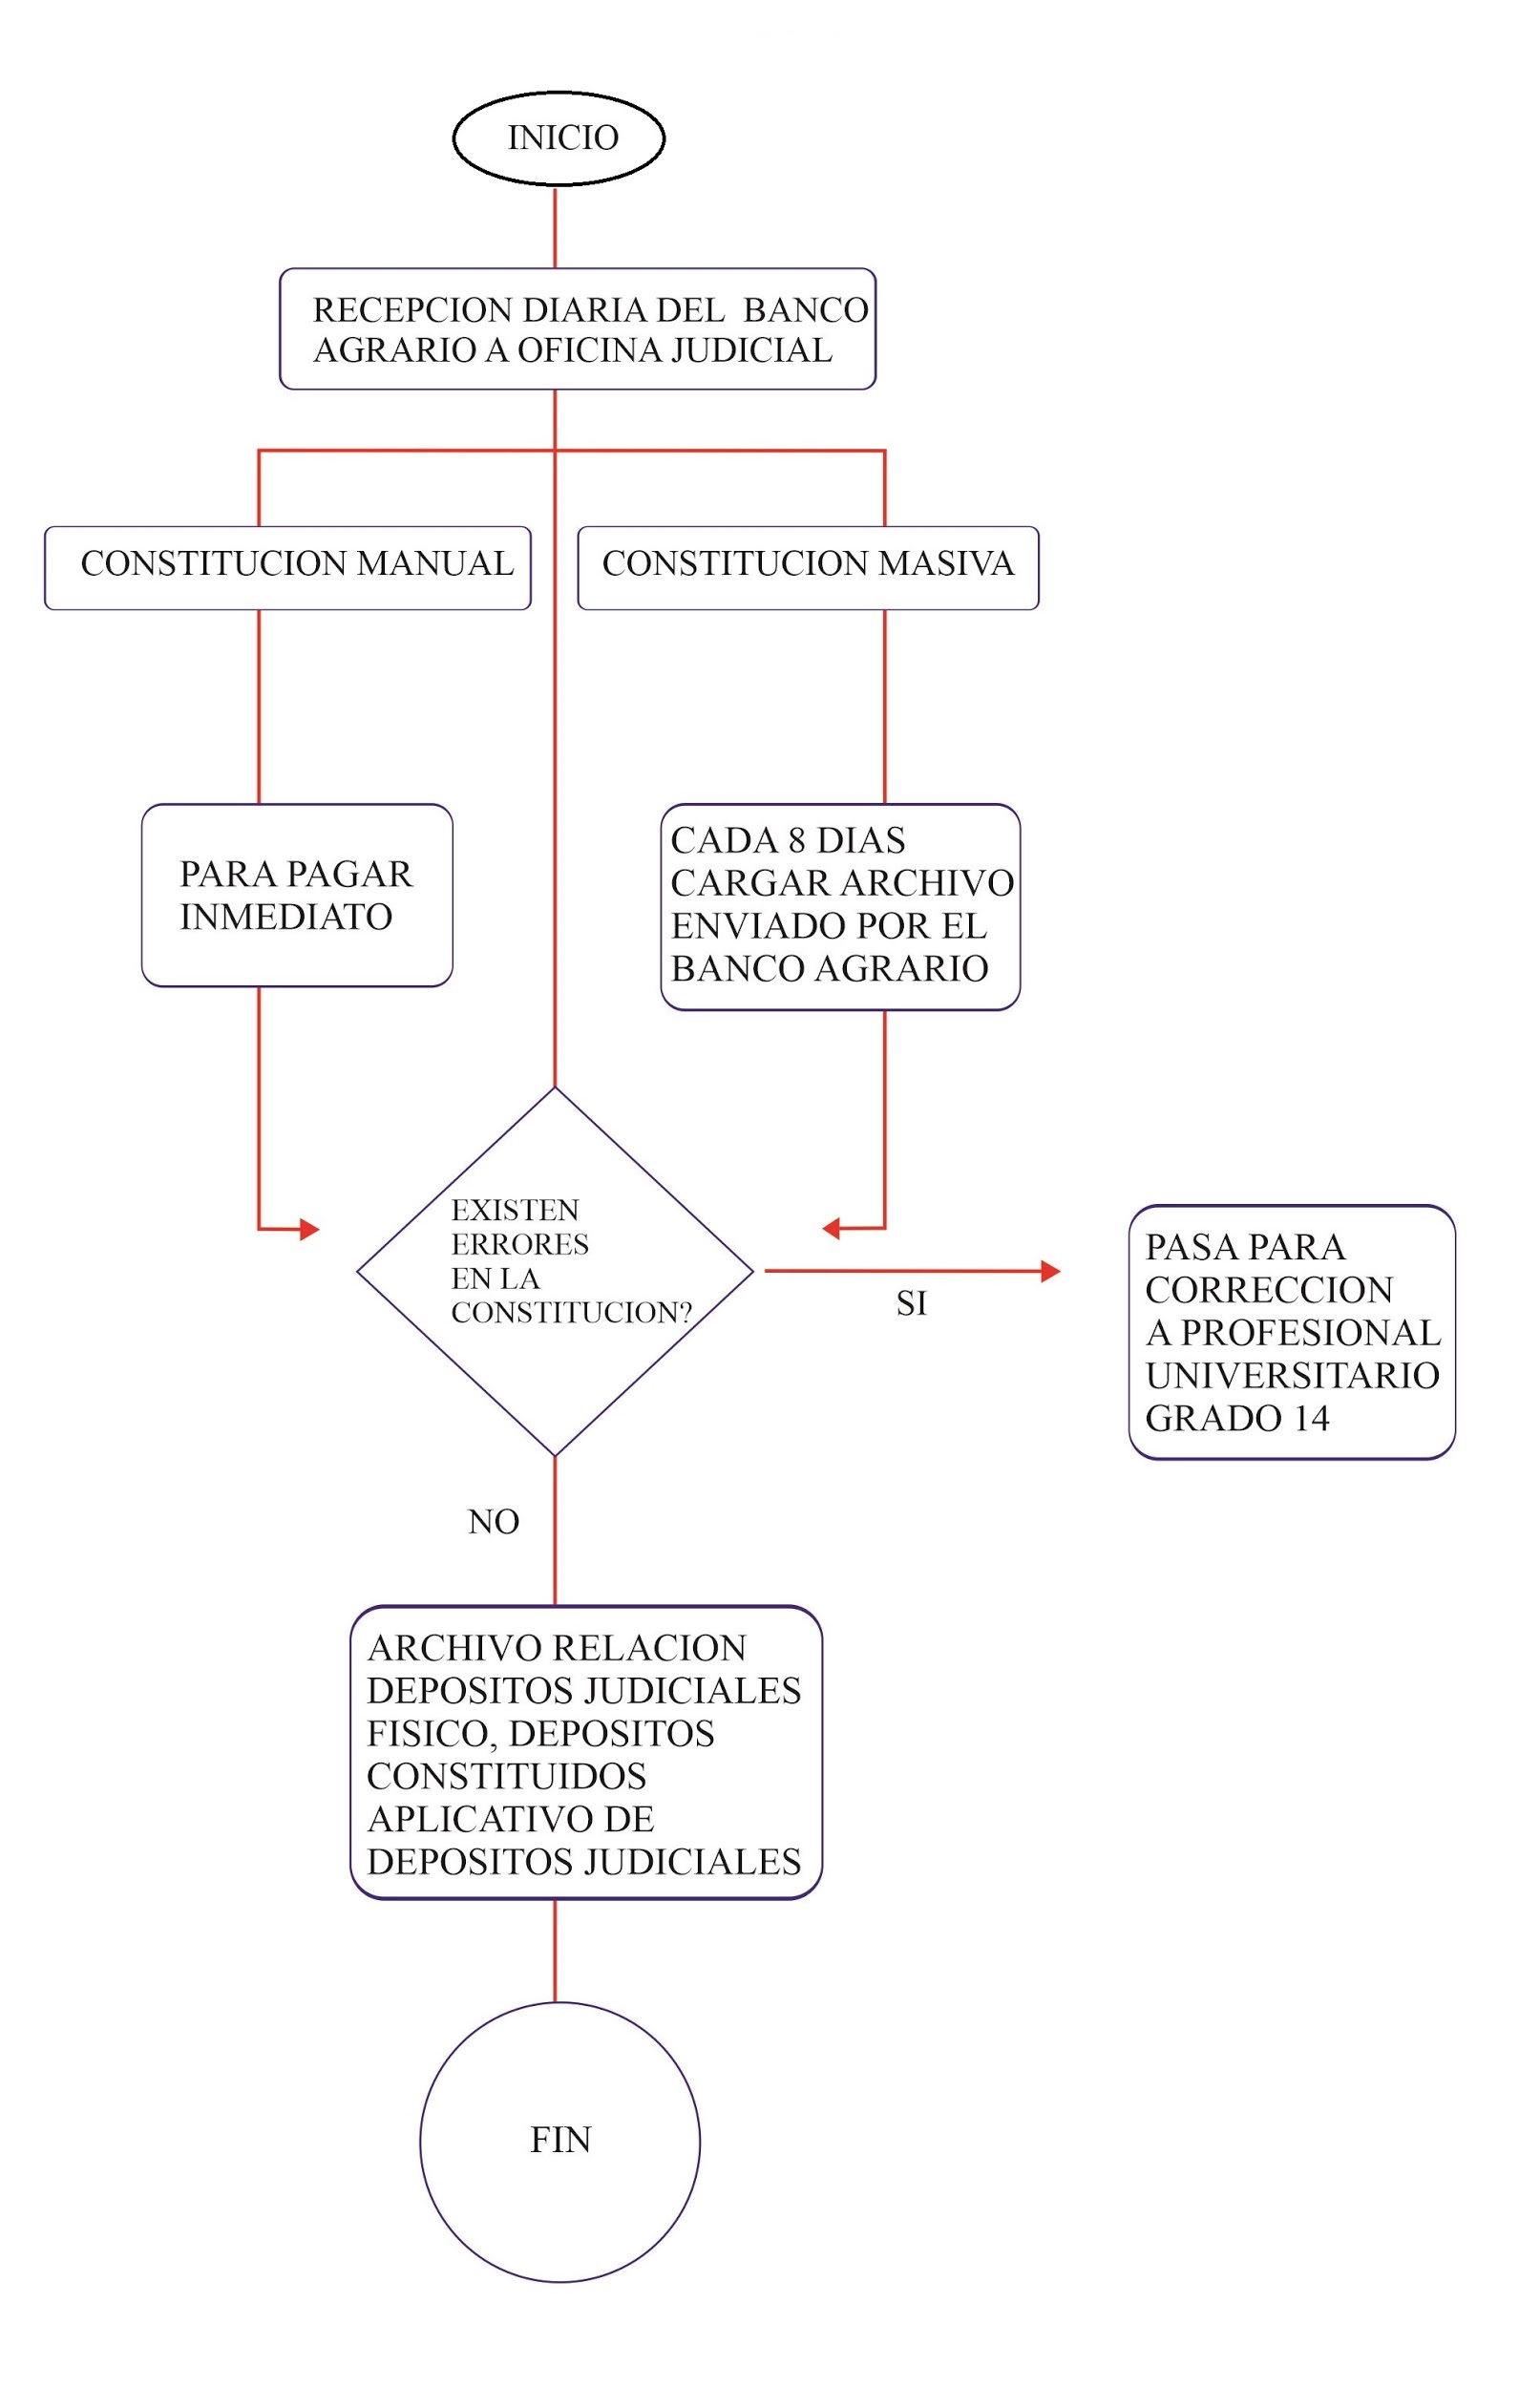 INICIO
RECEPCION DIARIA DEL BANCO
AGRARIO A OFICINA JUDICIAL
CONSTITUCION MANUAL
CONSTITUCION MASIVA
PARA PAGAR
INMEDIATO
CADA 8 DIAS
CARGAR ARCHIVO
ENVIADO POR EL
BANCO AGRARIO
EXISTEN
ERRORES
EN LA
CONSTITUCION?
SI
PASA PARA
CORRECCION
A PROFESIONAL
UNIVERSITARIO
GRADO 14
NO
ARCHIVO RELACION
DEPOSITOS JUDICIALES
FISICO, DEPOSITOS
CONSTITUIDOS
APLICATIVO DE
DEPOSITOS JUDICIALES
FIN